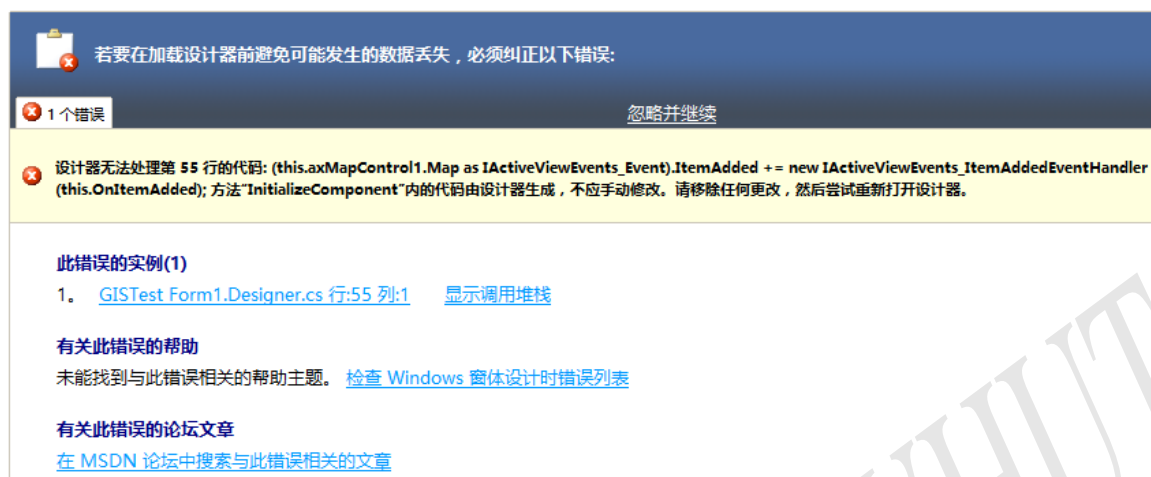 若要在加载设计器前避免可能发生的数据丢失，必须纠正以下错误:
1 个错误
忽略并继续
设计器无法处理第 55 行的代码: (this.axMapControl1.Map as IActiveViewEvents_Event).ItemAdded += new IActiveViewEvents_ItemAddedEventHandler
(this.OnItemAdded); 方法"InitializeComponent"内的代码由设计器生成，不应手动修改。请移除任何更改，然后尝试重新打开设计器。
此错误的实例(1)
1。 GISTest Form1.Designer.cs 行:55 列:1 显示调用堆栈
有关此错误的帮助
未能找到与此错误相关的帮助主题。 检查 Windows 窗体设计时错误列表
有关此错误的论坛文章
在 MSDN 论坛中搜索与此错误相关的文章